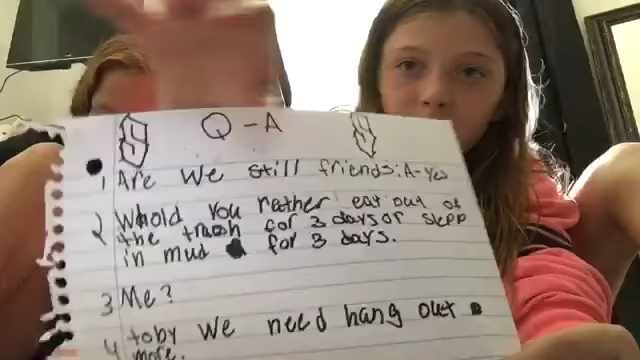 Q-A
1 Are we still friends: A-Yes
2 Whold you rather eat out of
the trash for 3 days or slepp
in mud for 3 days.
3 Me?
4 toby we need hang out
more.